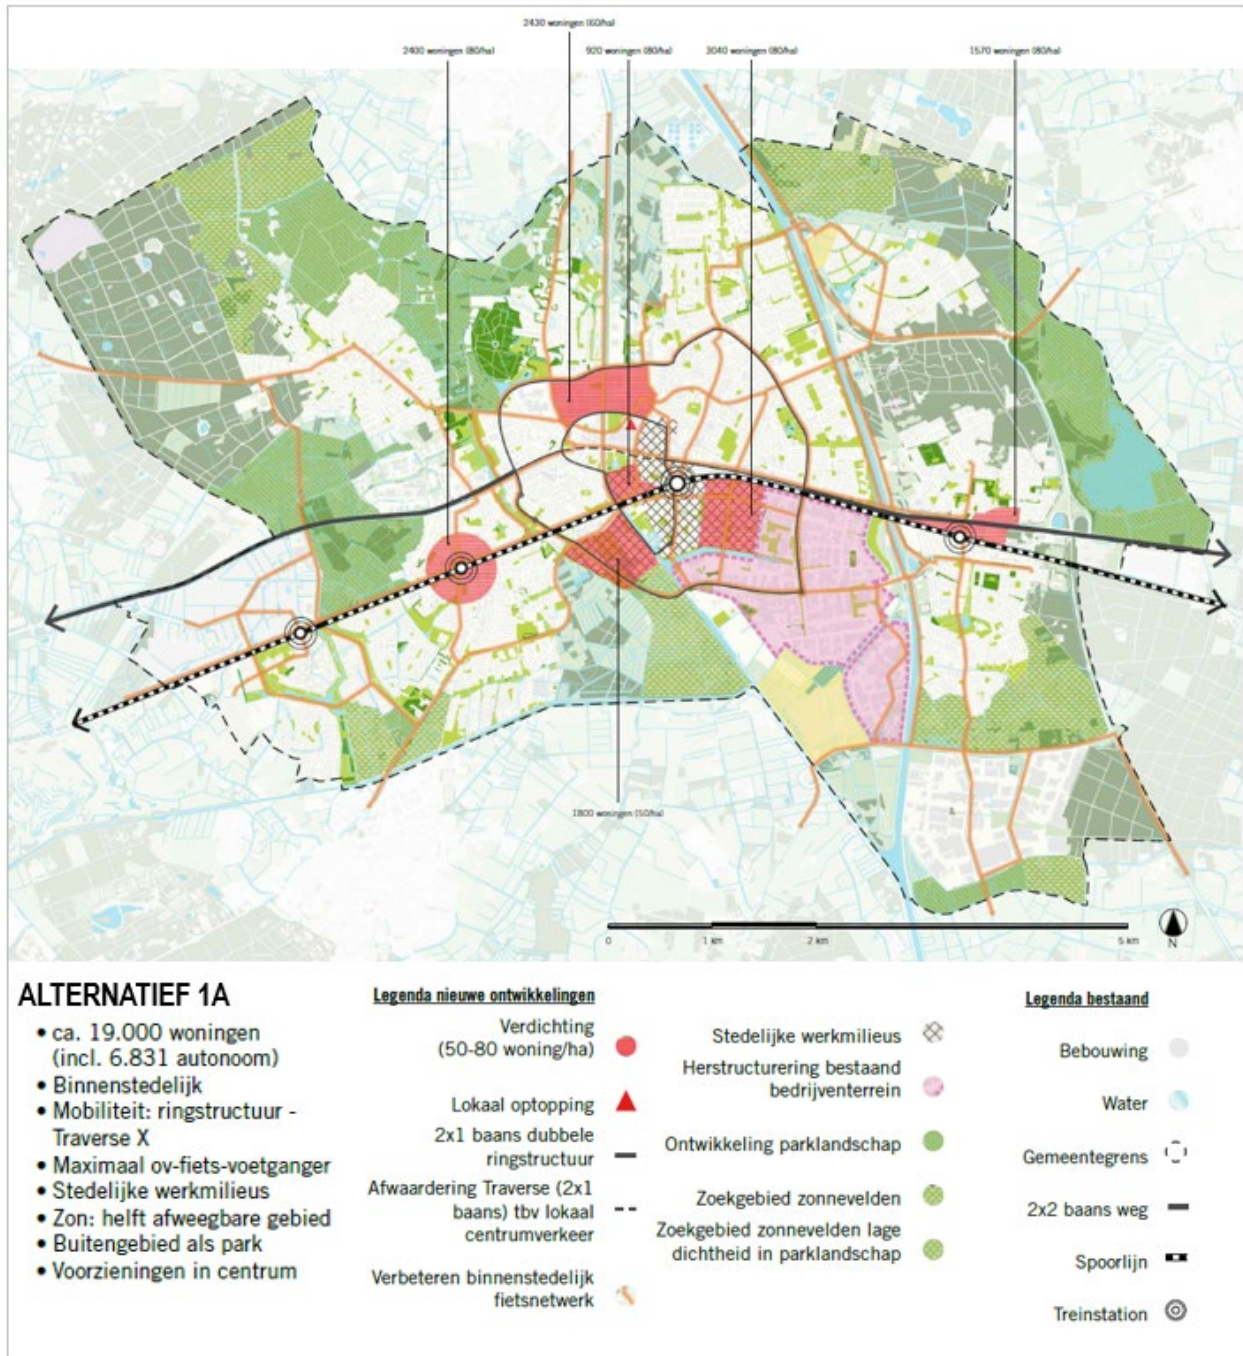 2430 woningen (60/ha)
2400 woningen (80/ha)
920 woningen (80/ha)
3040 woningen (80/ha)
1570 woningen (80/ha)
1800 woningen (50/ha)
0
1 km
2 km
5 km
N
ALTERNATIEF 1A
• ca. 19.000 woningen
(incl. 6.831 autonoom)
• Binnenstedelijk
• Mobiliteit: ringstructuur -
Traverse X
• Maximaal ov-fiets-voetganger
• Stedelijke werkmilieus
• Zon: helft afweegbare gebied
• Buitengebied als park
• Voorzieningen in centrum
Legenda nieuwe ontwikkelingen
Verdichting
(50-80 woning/ha)
Lokaal optopping
2x1 baans dubbele
ringstructuur
Afwaardering Traverse (2x1
baans) tbv lokaal
centrumverkeer
Verbeteren binnenstedelijk
fietsnetwerk
Stedelijke werkmilieus
Herstructurering bestaand
bedrijventerrein
Ontwikkeling parklandschap
Zoekgebied zonnevelden
Zoekgebied zonnevelden lage
dichtheid in parklandschap
Legenda bestaand
Bebouwing
Water
Gemeentegrens
2x2 baans weg
Spoorlijn
Treinstation